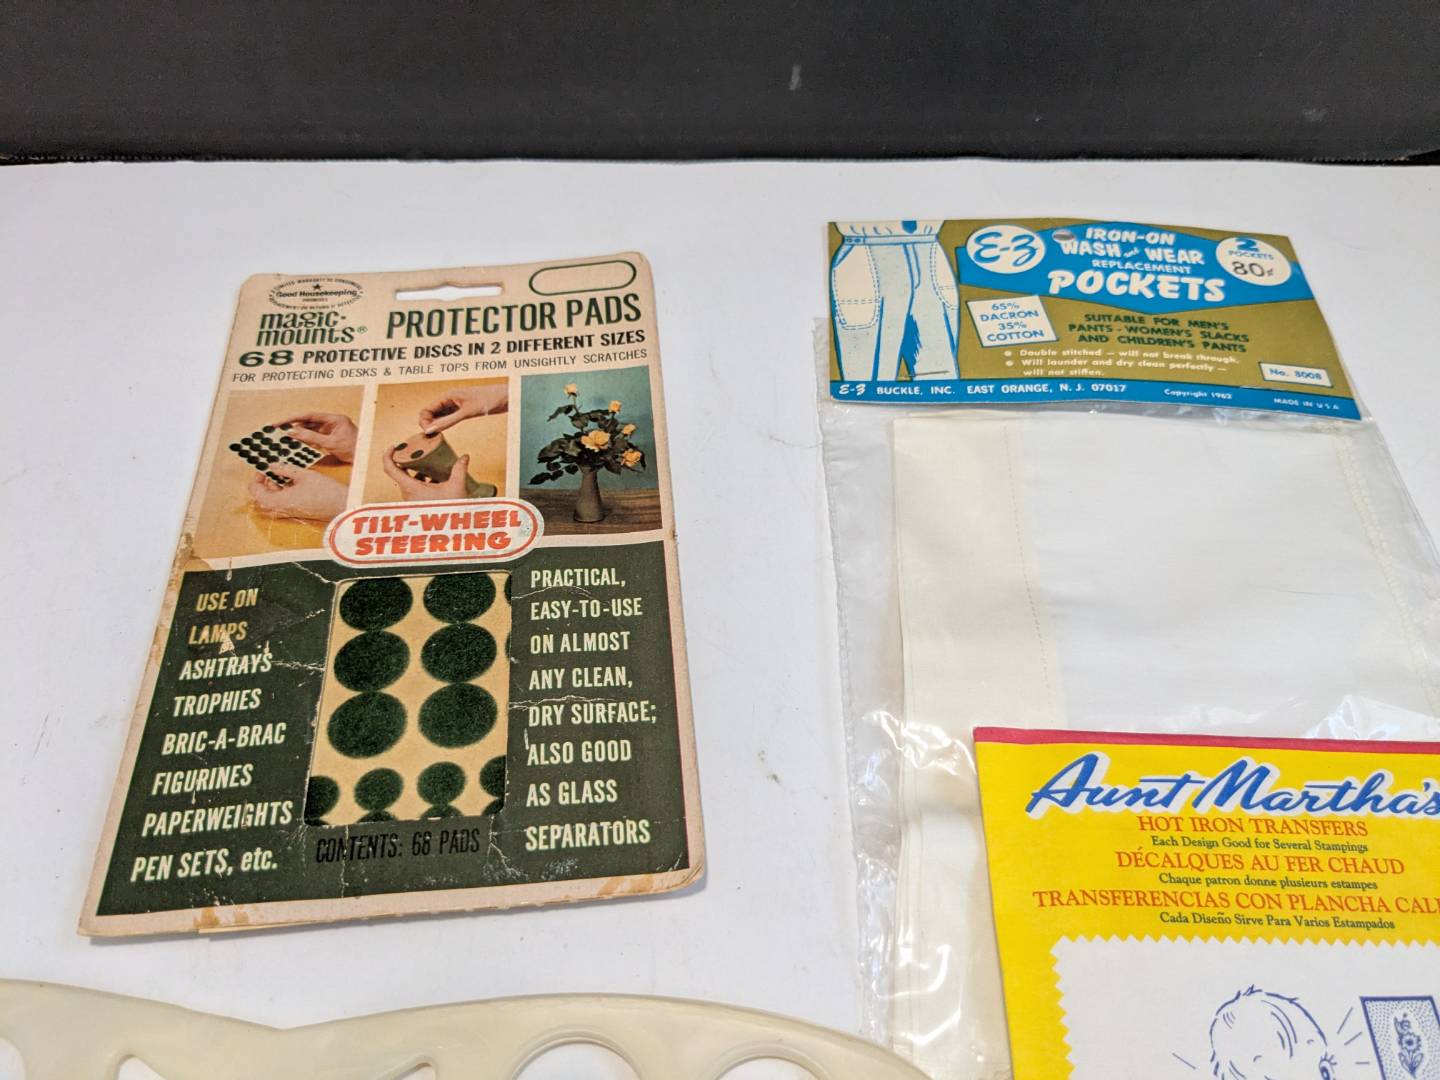 Good Housekeeping
magic-
mounts®
PROTECTOR PADS
68 PROTECTIVE DISCS IN 2 DIFFERENT SIZES
FOR PROTECTING DESKS & TABLE TOPS FROM UNSIGHTLY SCRATCHES
TILT-WHEEL
STEERING
USE ON
LAMPS
ASHTRAYS
TROPHIES
BRIC-A-BRAC
FIGURINES
PAPERWEIGHTS
PEN SETS, etc.
PRACTICAL,
EASY-TO-USE
ON ALMOST
ANY CLEAN,
DRY SURFACE;
ALSO GOOD
AS GLASS
SEPARATORS
CONTENTS: 68 PADS
E-Z
IRON-ON
WASH and WEAR
REPLACEMENT
POCKETS
2
POCKETS
80¢
65%
DACRON
35%
COTTON
SUITABLE FOR MEN'S
PANTS - WOMEN'S SLACKS
AND CHILDREN'S PANTS
Double stitched — will not break through.
Will launder and dry clean perfectly —
will not stiffen.
No. 8008
E-Z BUCKLE, INC. EAST ORANGE, N. J. 07017
Copyright 1962
MADE IN U S A
Aunt Martha's
HOT IRON TRANSFERS
Each Design Good for Several Stampings
DÉCALQUES AU FER CHAUD
Chaque patron donne plusieurs estampes
TRANSFERENCIAS CON PLANCHA CALI
Cada Diseño Sirve Para Varios Estampados